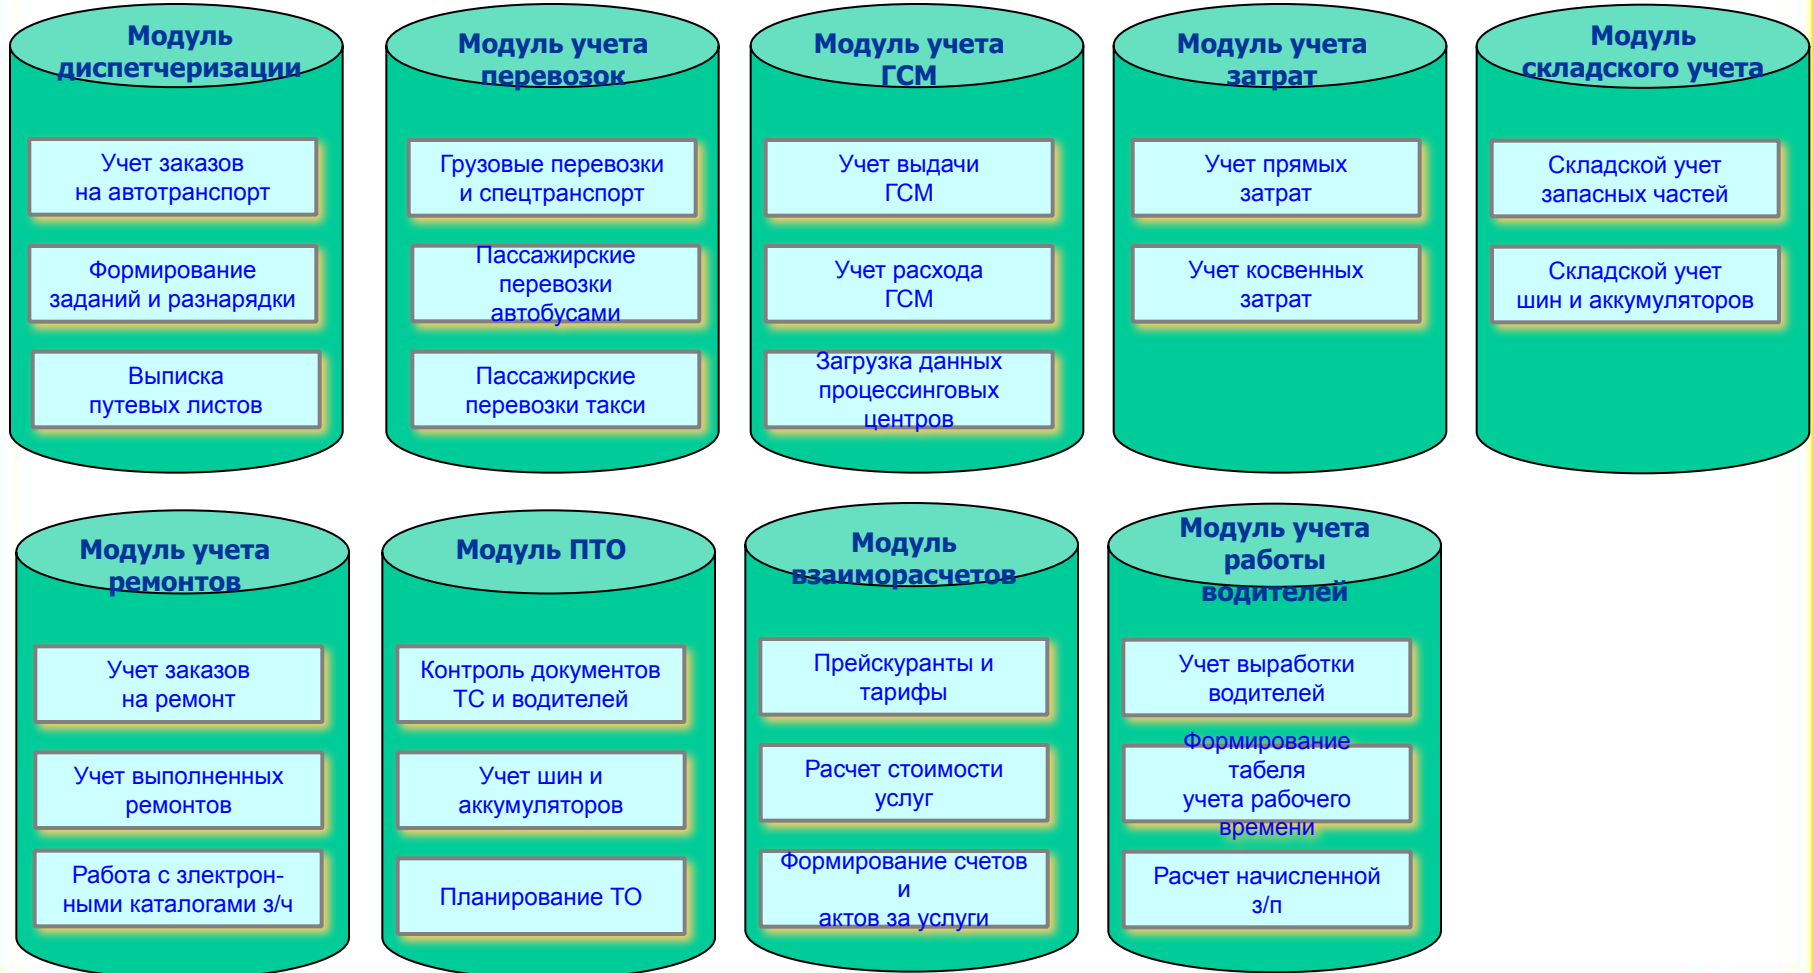 Модуль
диспетчеризации
Учет заказов
на автотранспорт
Формирование
заданий и разнарядки
Выписка
путевых листов
Модуль учета
перевозок
Грузовые перевозки
и спецтранспорт
Пассажирские
перевозки
автобусами
Пассажирские
перевозки такси
Модуль учета
ГСМ
Учет выдачи
ГСМ
Учет расхода
ГСМ
Загрузка данных
процессинговых
центров
Модуль учета
затрат
Учет прямых
затрат
Учет косвенных
затрат
Модуль
складского учета
Складской учет
запасных частей
Складской учет
шин и аккумуляторов
Модуль учета
ремонтов
Учет заказов
на ремонт
Учет выполненных
ремонтов
Работа с злектрон-
ными каталогами з/ч
Модуль ПТО
Контроль документов
ТС и водителей
Учет шин и
аккумуляторов
Планирование ТО
Модуль
взаиморасчетов
Прейскуранты и
тарифы
Расчет стоимости
услуг
Формирование счетов
и
актов за услуги
Модуль учета
работы
водителей
Учет выработки
водителей
Формирование
табеля
учета рабочего
времени
Расчет начисленной
з/п